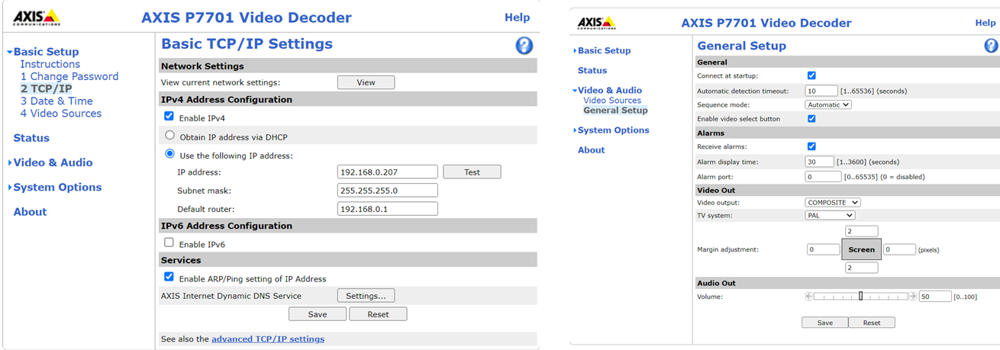 AXIS
COMMUNICATIONS
AXIS P7701 Video Decoder
Help
Basic Setup
Instructions
1 Change Password
2 TCP/IP
3 Date & Time
4 Video Sources
Status
Video & Audio
System Options
About
Basic TCP/IP Settings
?
Network Settings
View current network settings: View
IPv4 Address Configuration
Enable IPv4
Obtain IP address via DHCP
Use the following IP address:
IP address: 192.168.0.207 Test
Subnet mask: 255.255.255.0
Default router: 192.168.0.1
IPv6 Address Configuration
Enable IPv6
Services
Enable ARP/Ping setting of IP Address
AXIS Internet Dynamic DNS Service Settings...
Save Reset
See also the advanced TCP/IP settings
AXIS
COMMUNICATIONS
AXIS P7701 Video Decoder
Help
Basic Setup
Status
Video & Audio
Video Sources
General Setup
System Options
About
General Setup
?
General
Connect at startup:
Automatic detection timeout: 10 [1..65536] (seconds)
Sequence mode: Automatic
Enable video select button
Alarms
Receive alarms:
Alarm display time: 30 [1..3600] (seconds)
Alarm port: 0 [0..65535] (0 = disabled)
Video Out
Video output: COMPOSITE
TV system: PAL
2
Margin adjustment: 0 Screen 0 (pixels)
2
Audio Out
Volume: 50 [0..100]
Save Reset